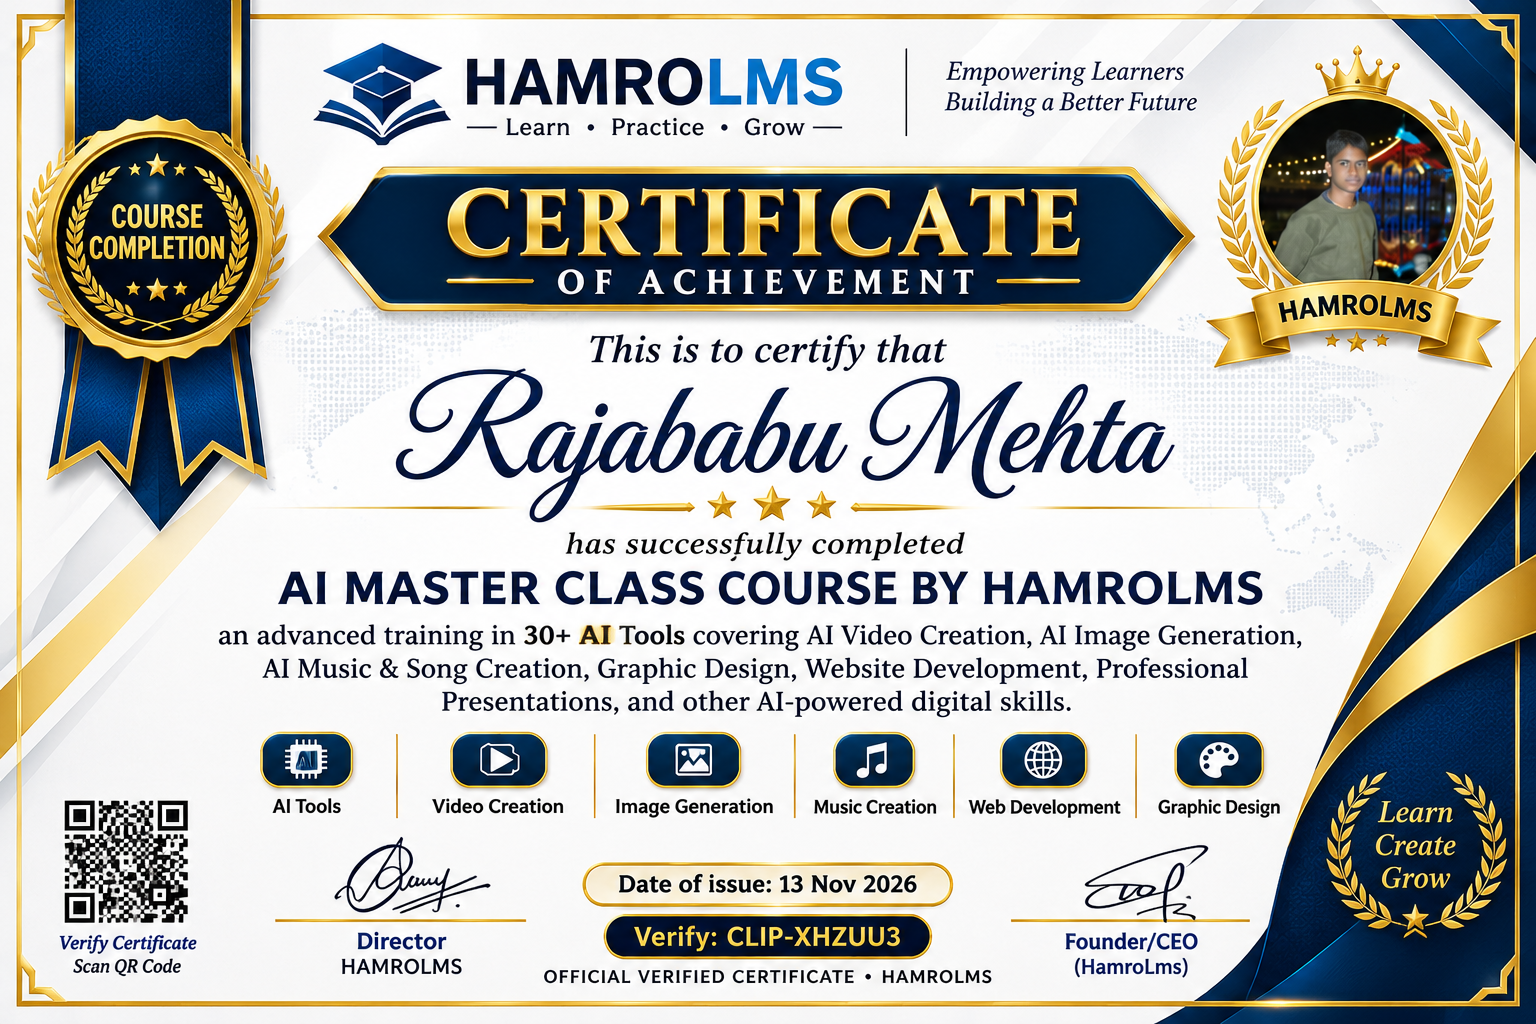 HAMROLMS
Learn • Practice • Grow
Empowering Learners
Building a Better Future
COURSE
COMPLETION
CERTIFICATE
OF ACHIEVEMENT
HAMROLMS
This is to certify that
Rajababu Mehta
has successfully completed
AI MASTER CLASS COURSE BY HAMROLMS
an advanced training in 30+ AI Tools covering AI Video Creation, AI Image Generation,
AI Music & Song Creation, Graphic Design, Website Development, Professional
Presentations, and other AI-powered digital skills.
AI
AI Tools
Video Creation
Image Generation
Music Creation
Web Development
Graphic Design
Verify Certificate
Scan QR Code
Director
HAMROLMS
Date of issue: 13 Nov 2026
Verify: CLIP-XHZUU3
OFFICIAL VERIFIED CERTIFICATE • HAMROLMS
Founder/CEO
(HamroLms)
Learn
Create
Grow